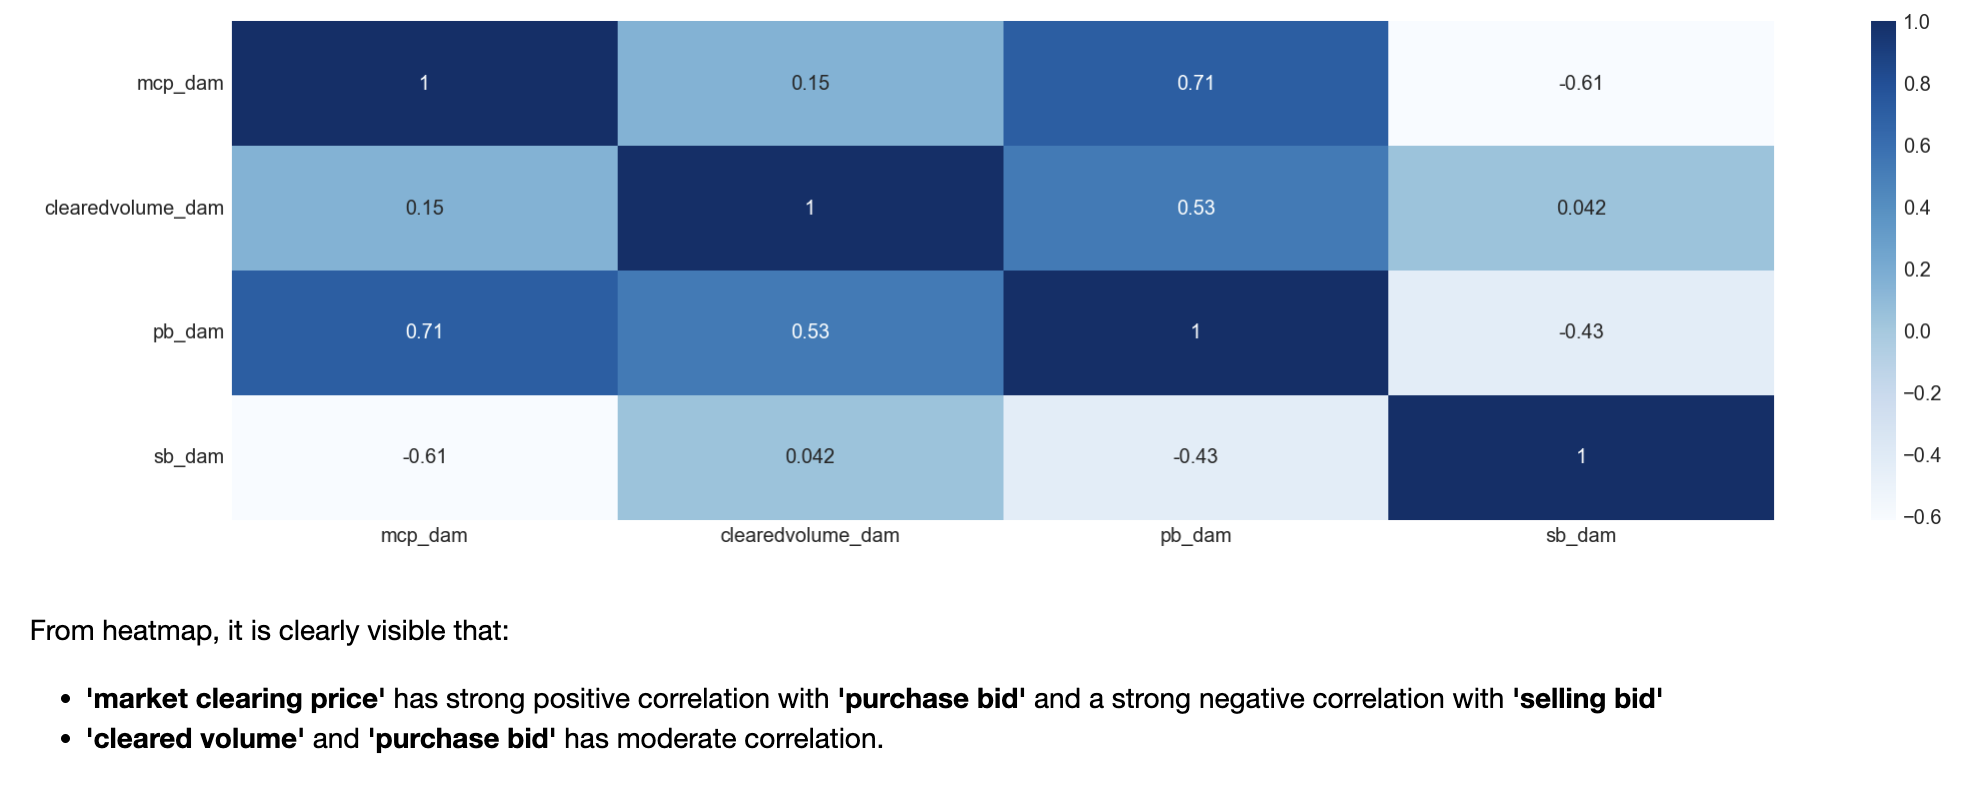 mcp_dam 1 0.15 0.71 -0.61
clearedvolume_dam 0.15 1 0.53 0.042
pb_dam 0.71 0.53 1 -0.43
sb_dam -0.61 0.042 -0.43 1
mcp_dam clearedvolume_dam pb_dam sb_dam
1.0
0.8
0.6
0.4
0.2
0.0
−0.2
−0.4
−0.6
From heatmap, it is clearly visible that:
• 'market clearing price' has strong positive correlation with 'purchase bid' and a strong negative correlation with 'selling bid'
• 'cleared volume' and 'purchase bid' has moderate correlation.